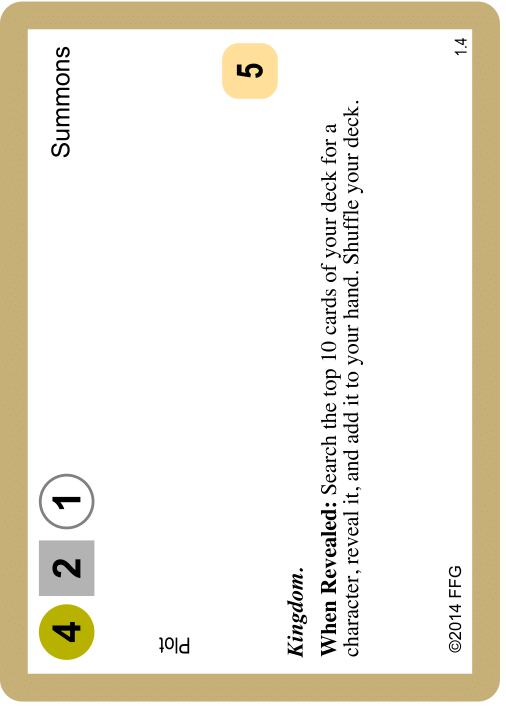 4 2 1
Summons
Plot
5
Kingdom.
When Revealed: Search the top 10 cards of your deck for a
character, reveal it, and add it to your hand. Shuffle your deck.
©2014 FFG
1.4